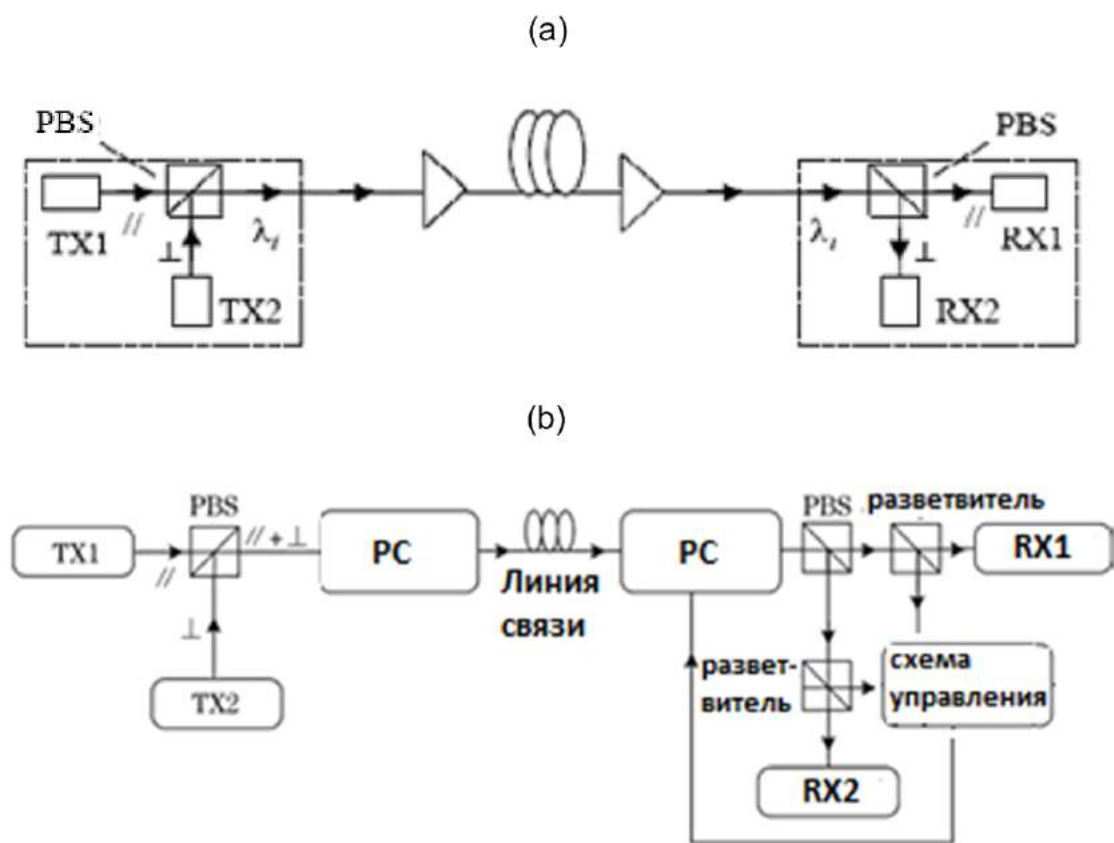 (a)
PBS
PBS
TX1
//
⊥
λi
TX2
λi
//
RX1
⊥
RX2
(b)
PBS
разветвитель
TX1
//
// + ⊥
PC
Линия
связи
PC
RX1
⊥
TX2
развет-
витель
схема
управления
RX2